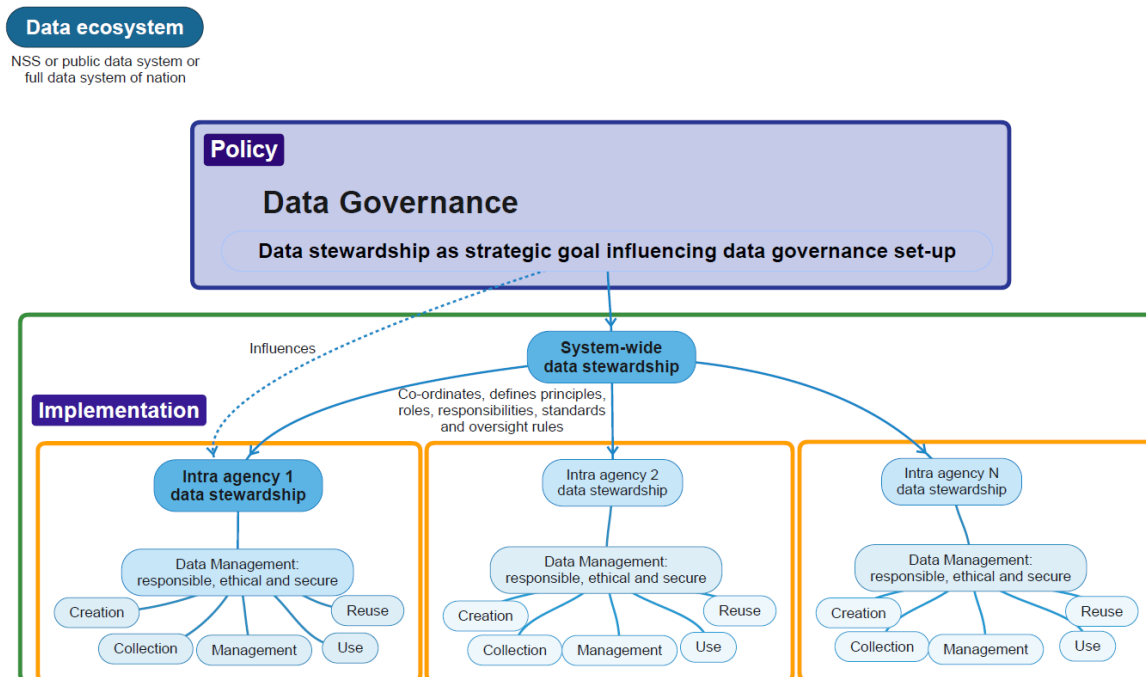 Data ecosystem
NSS or public data system or
full data system of nation
Policy
Data Governance
Data stewardship as strategic goal influencing data governance set-up
Influences
System-wide
data stewardship
Co-ordinates, defines principles,
roles, responsibilities, standards
and oversight rules
Implementation
Intra agency 1
data stewardship
Data Management:
responsible, ethical and secure
Creation
Collection
Management
Use
Reuse
Intra agency 2
data stewardship
Data Management:
responsible, ethical and secure
Creation
Collection
Management
Use
Reuse
Intra agency N
data stewardship
Data Management:
responsible, ethical and secure
Creation
Collection
Management
Use
Reuse